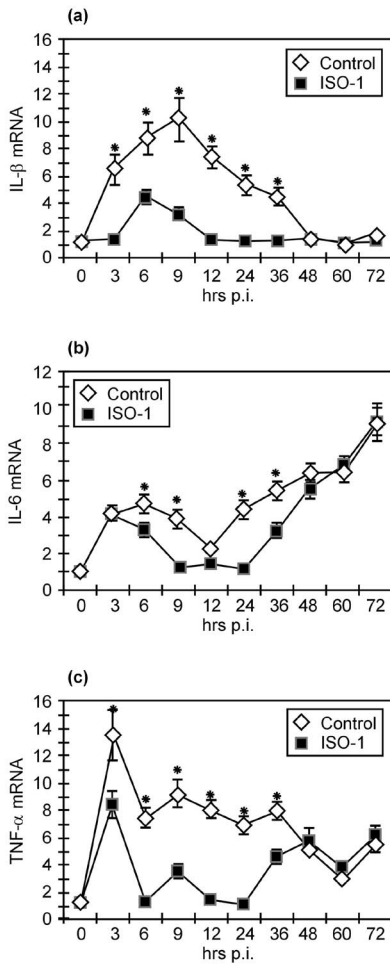 (a)
16
14
12
10
8
6
4
2
0
IL-β mRNA
Control
ISO-1
* * * * * *
0 3 6 9 12 24 36 48 60 72
hrs p.i.
(b)
12
10
8
6
4
2
0
IL-6 mRNA
Control
ISO-1
* * * *
0 3 6 9 12 24 36 48 60 72
hrs p.i.
(c)
16
14
12
10
8
6
4
2
0
TNF-α mRNA
Control
ISO-1
* * * * * *
0 3 6 9 12 24 36 48 60 72
hrs p.i.